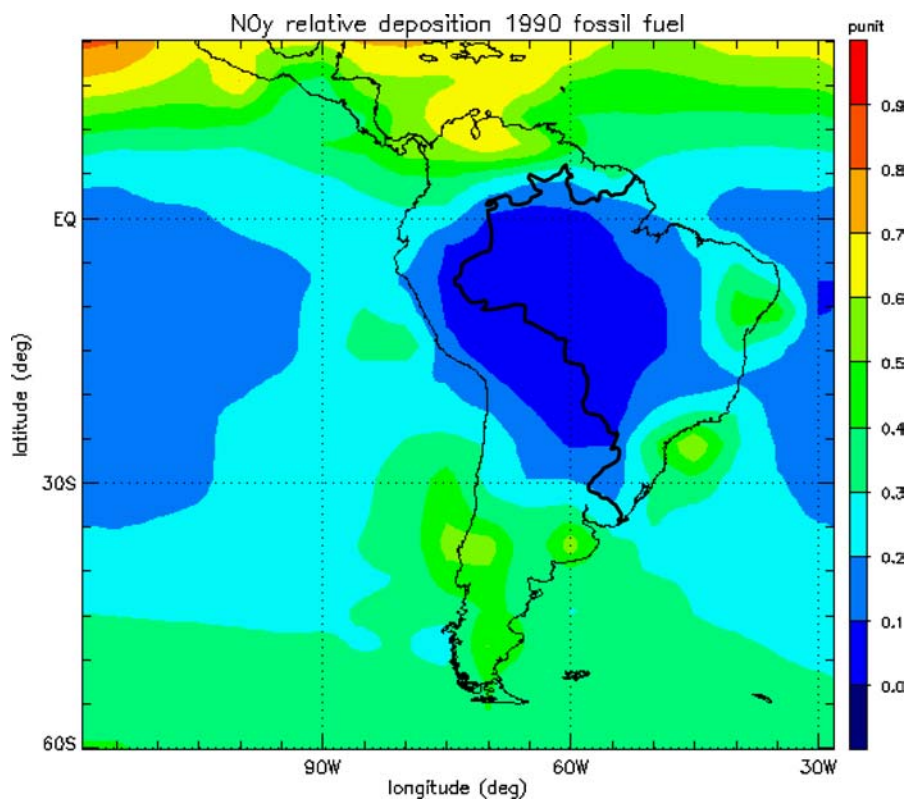 NOy relative deposition 1990 fossil fuel
punit
0.9
0.8
0.7
0.6
0.5
0.4
0.3
0.2
0.1
0.0
EQ
30S
60S
latitude (deg)
90W
60W
30W
longitude (deg)